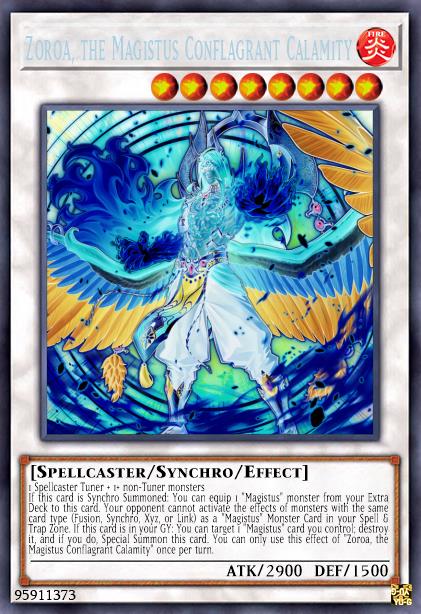 Zoroa, the Magistus Conflagrant Calamity
FIRE
炎
[Spellcaster/Synchro/Effect]
1 Spellcaster Tuner + 1+ non-Tuner monsters
If this card is Synchro Summoned: You can equip 1 "Magistus" monster from your Extra
Deck to this card. Your opponent cannot activate the effects of monsters with the same
card type (Fusion, Synchro, Xyz, or Link) as a "Magistus" Monster Card in your Spell &
Trap Zone. If this card is in your GY: You can target 1 "Magistus" card you control; destroy
it, and if you do, Special Summon this card. You can only use this effect of "Zoroa, the
Magistus Conflagrant Calamity" once per turn.
ATK/2900 DEF/1500
95911373